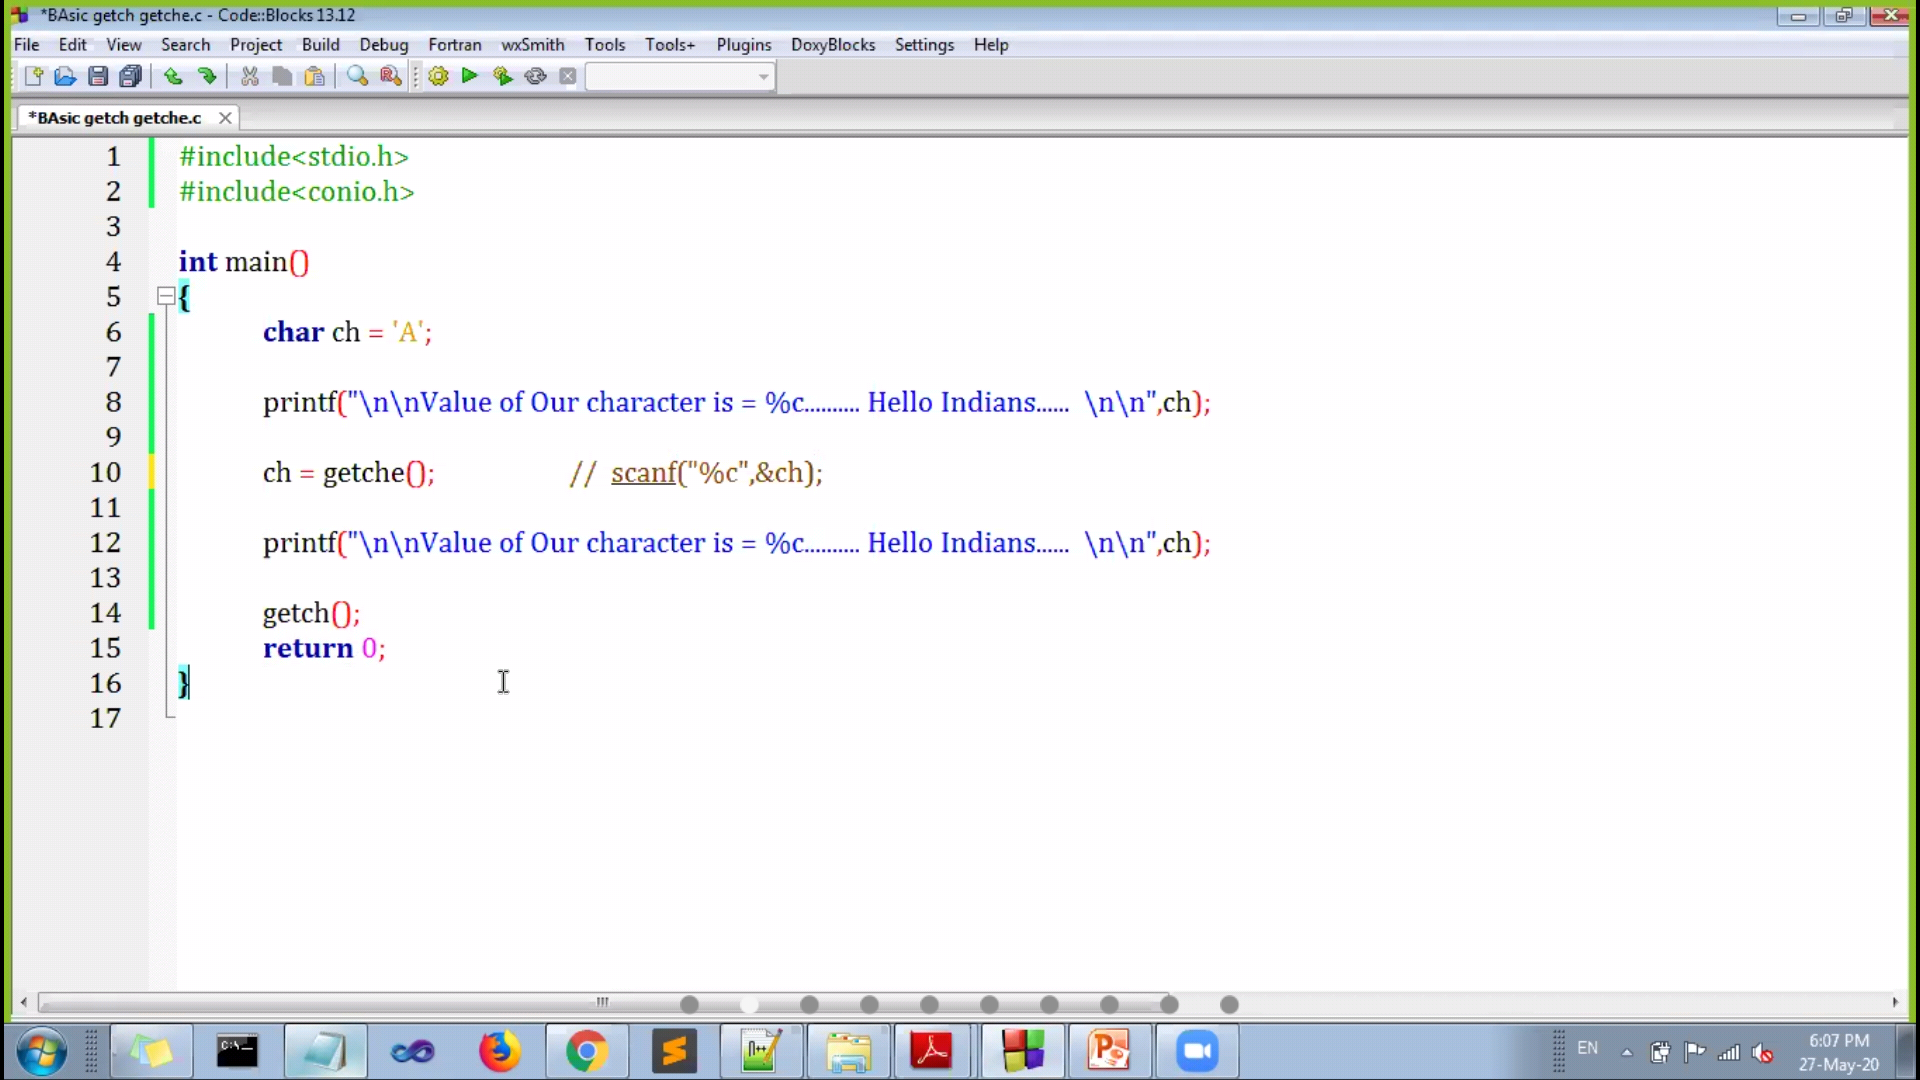 *BAsic getch getche.c - Code::Blocks 13.12
File Edit View Search Project Build Debug Fortran wxSmith Tools Tools+ Plugins DoxyBlocks Settings Help
*BAsic getch getche.c
1 #include<stdio.h>
2 #include<conio.h>
3
4 int main()
5 {
6 char ch = 'A';
7
8 printf("\n\nValue of Our character is = %c.......... Hello Indians...... \n\n",ch);
9
10 ch = getche(); // scanf("%c",&ch);
11
12 printf("\n\nValue of Our character is = %c.......... Hello Indians...... \n\n",ch);
13
14 getch();
15 return 0;
16 }
17
EN
6:07 PM
27-May-20